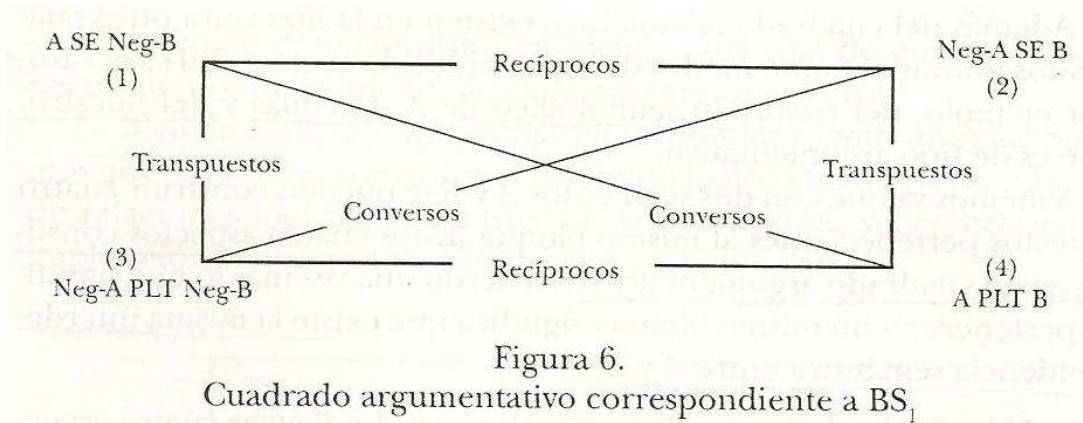 A SE Neg-B
(1)
Recíprocos
Neg-A SE B
(2)
Transpuestos
Transpuestos
Conversos
Conversos
(3)
Neg-A PLT Neg-B
Recíprocos
(4)
A PLT B
Figura 6.
Cuadrado argumentativo correspondiente a BS₁